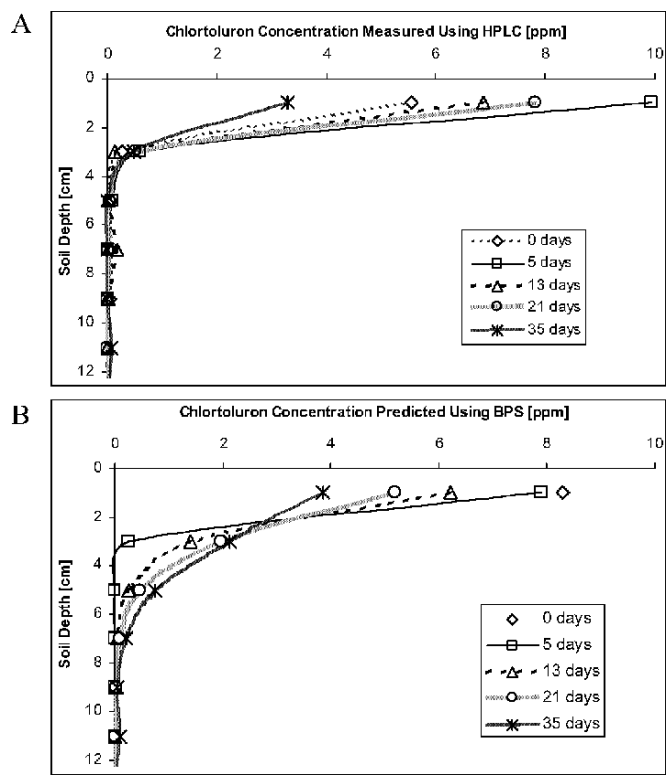 A
Chlortoluron Concentration Measured Using HPLC [ppm]
0 2 4 6 8 10
0
2
4
6
8
10
12
Soil Depth [cm]
0 days
5 days
13 days
21 days
35 days
B
Chlortoluron Concentration Predicted Using BPS [ppm]
0 2 4 6 8 10
0
2
4
6
8
10
12
Soil Depth [cm]
0 days
5 days
13 days
21 days
35 days